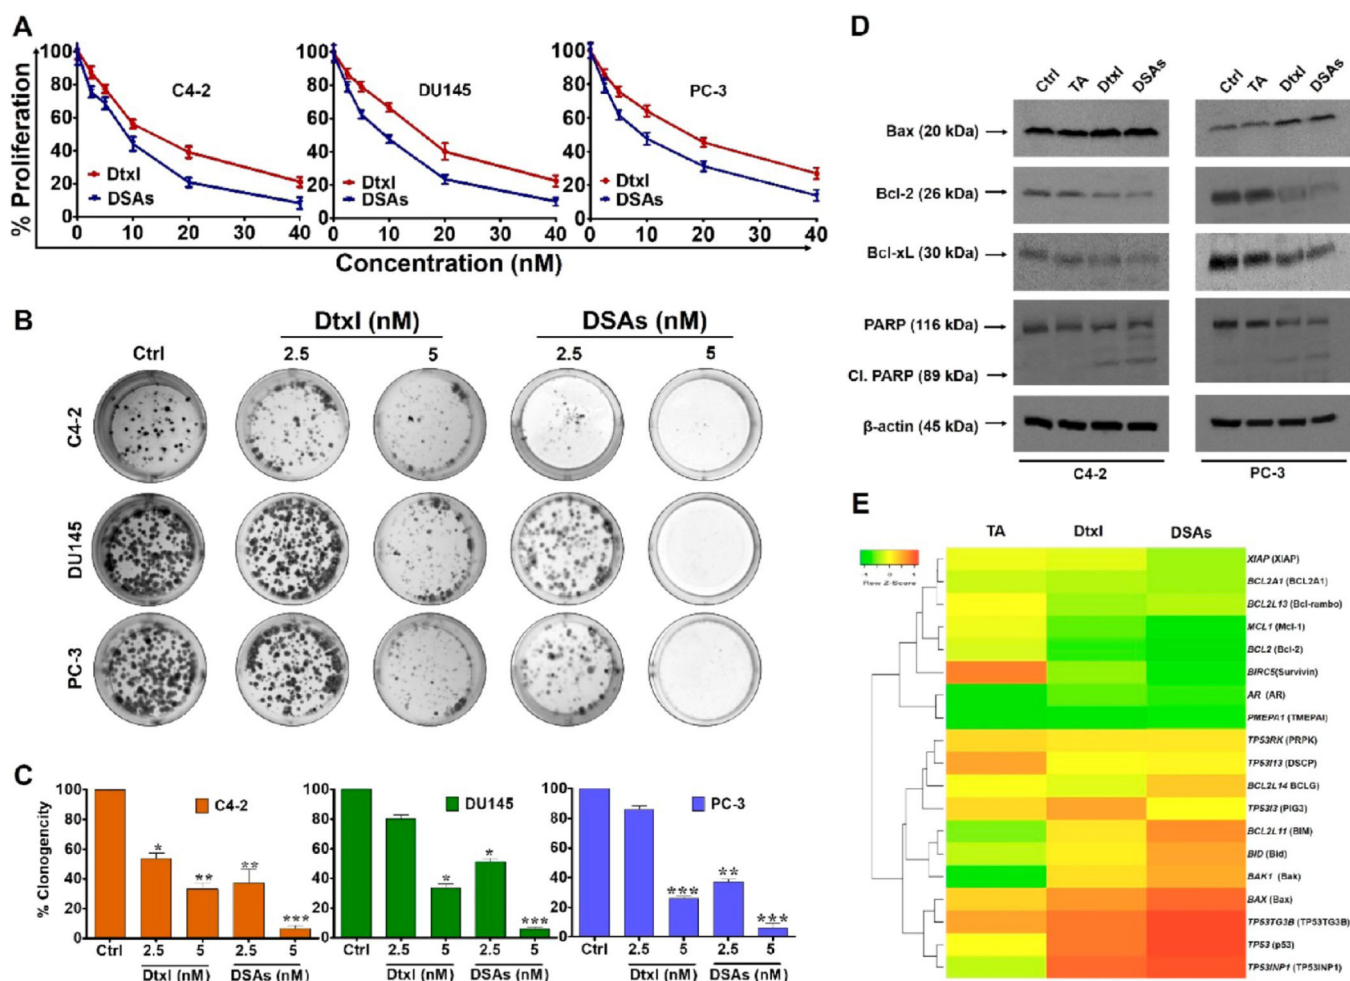 A
100
80
60
40
20
0
C4-2
Dtxl
DSAs
0 10 20 30 40
100
80
60
40
20
0
DU145
Dtxl
DSAs
0 10 20 30 40
100
80
60
40
20
0
PC-3
Dtxl
DSAs
0 10 20 30 40
% Proliferation
Concentration (nM)
B
Dtxl (nM) DSAs (nM)
Ctrl 2.5 5 2.5 5
C4-2
DU145
PC-3
C
% Clonogencity
100
80
60
40
20
0
C4-2
* ** ** ***
Ctrl 2.5 5 2.5 5
Dtxl (nM) DSAs (nM)
100
80
60
40
20
0
DU145
* * ***
Ctrl 2.5 5 2.5 5
Dtxl (nM) DSAs (nM)
100
80
60
40
20
0
PC-3
*** ** ***
Ctrl 2.5 5 2.5 5
Dtxl (nM) DSAs (nM)
D
Ctrl TA Dtxl DSAs Ctrl TA Dtxl DSAs
Bax (20 kDa)
Bcl-2 (26 kDa)
Bcl-xL (30 kDa)
PARP (116 kDa)
Cl. PARP (89 kDa)
β-actin (45 kDa)
C4-2 PC-3
E
TA Dtxl DSAs
-1 0 1
Row Z-Score
XIAP (XIAP)
BCL2A1 (BCL2A1)
BCL2L13 (Bcl-rambo)
MCL1 (Mcl-1)
BCL2 (Bcl-2)
BIRC5(Survivin)
AR (AR)
PMEPA1 (TMEPAI)
TP53RK (PRPK)
TP53I13 (DSCP)
BCL2L14 BCLG)
TP53I3 (PIG3)
BCL2L11 (BIM)
BID (Bid)
BAK1 (Bak)
BAX (Bax)
TP53TG3B (TP53TG3B)
TP53 (p53)
TP53INP1 (TP53INP1)